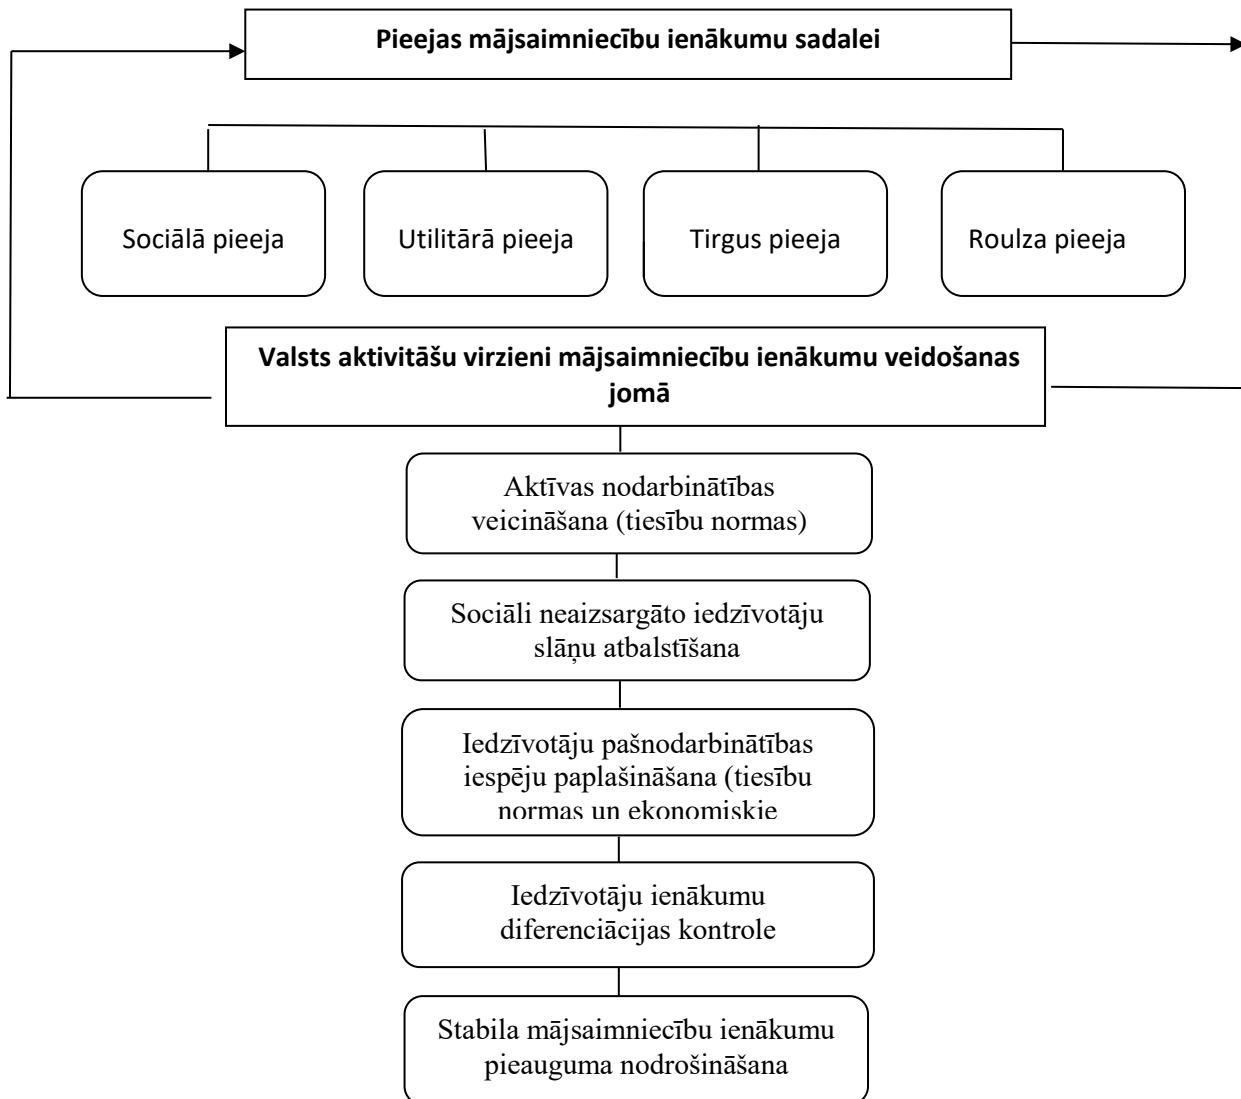 Pieejas mājsaimniecību ienākumu sadalei
Sociālā pieeja
Utilitārā pieeja
Tirgus pieeja
Roulza pieeja
Valsts aktivitāšu virzieni mājsaimniecību ienākumu veidošanas
jomā
Aktīvas nodarbinātības
veicināšana (tiesību normas)
Sociāli neaizsargāto iedzīvotāju
slāņu atbalstīšana
Iedzīvotāju pašnodarbinātības
iespēju paplašināšana (tiesību
normas un ekonomiskie
Iedzīvotāju ienākumu
diferenciācijas kontrole
Stabila mājsaimniecību ienākumu
pieauguma nodrošināšana